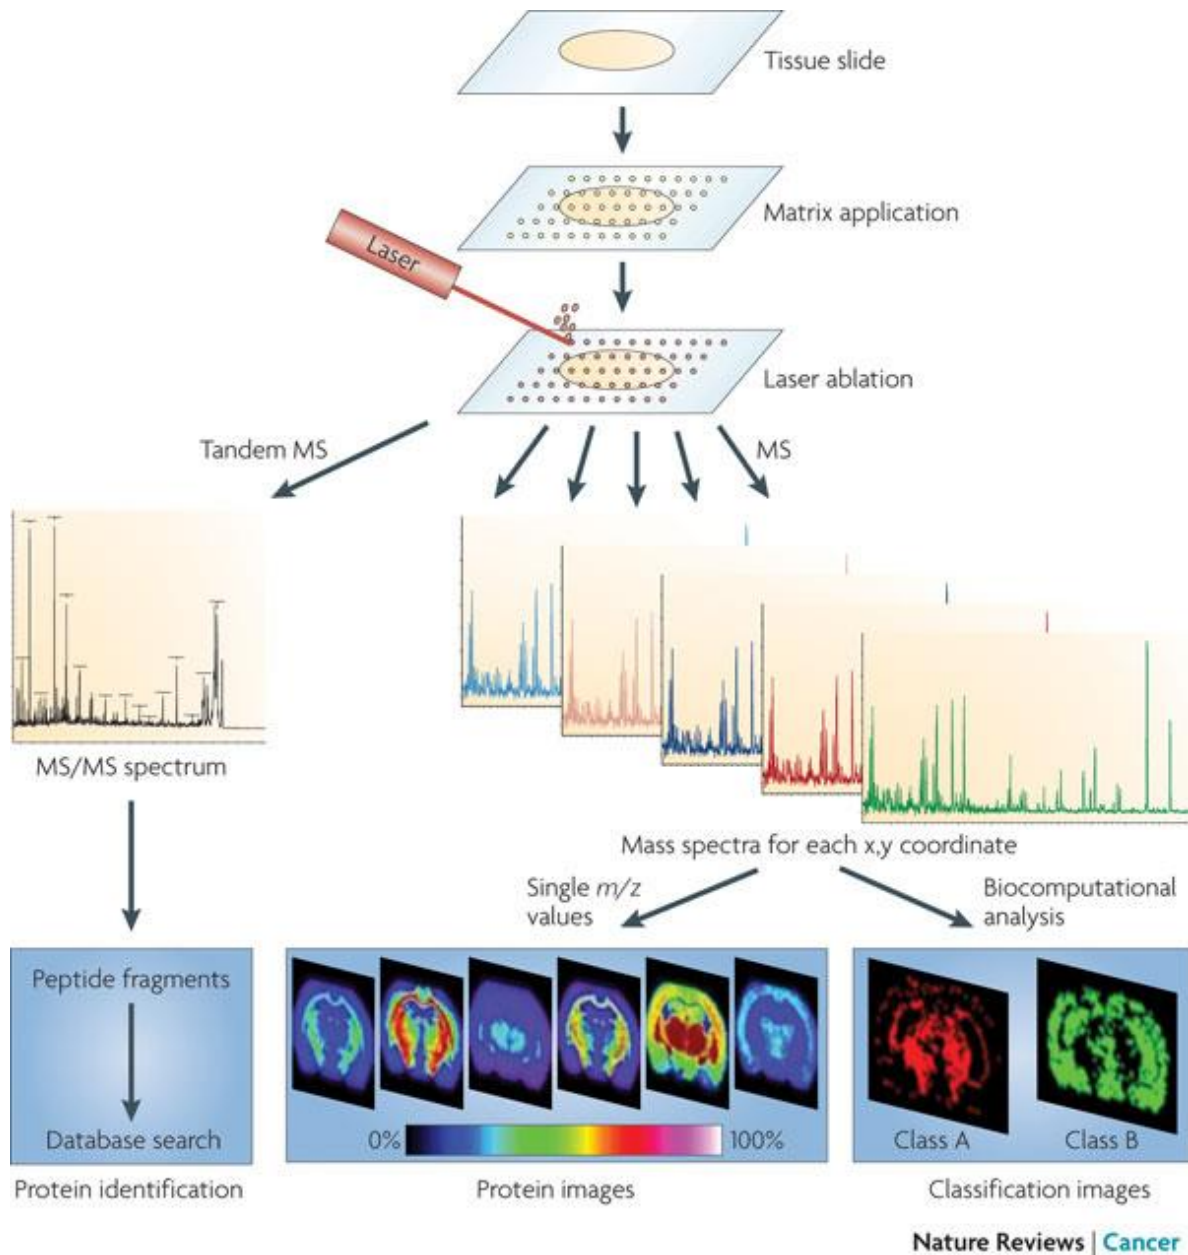 Tissue slide
Matrix application
Laser
Laser ablation
Tandem MS
MS
MS/MS spectrum
Mass spectra for each x,y coordinate
Single m/z
values
Biocomputational
analysis
Peptide fragments
Database search
Protein identification
0%
100%
Protein images
Class A
Class B
Classification images
Nature Reviews | Cancer